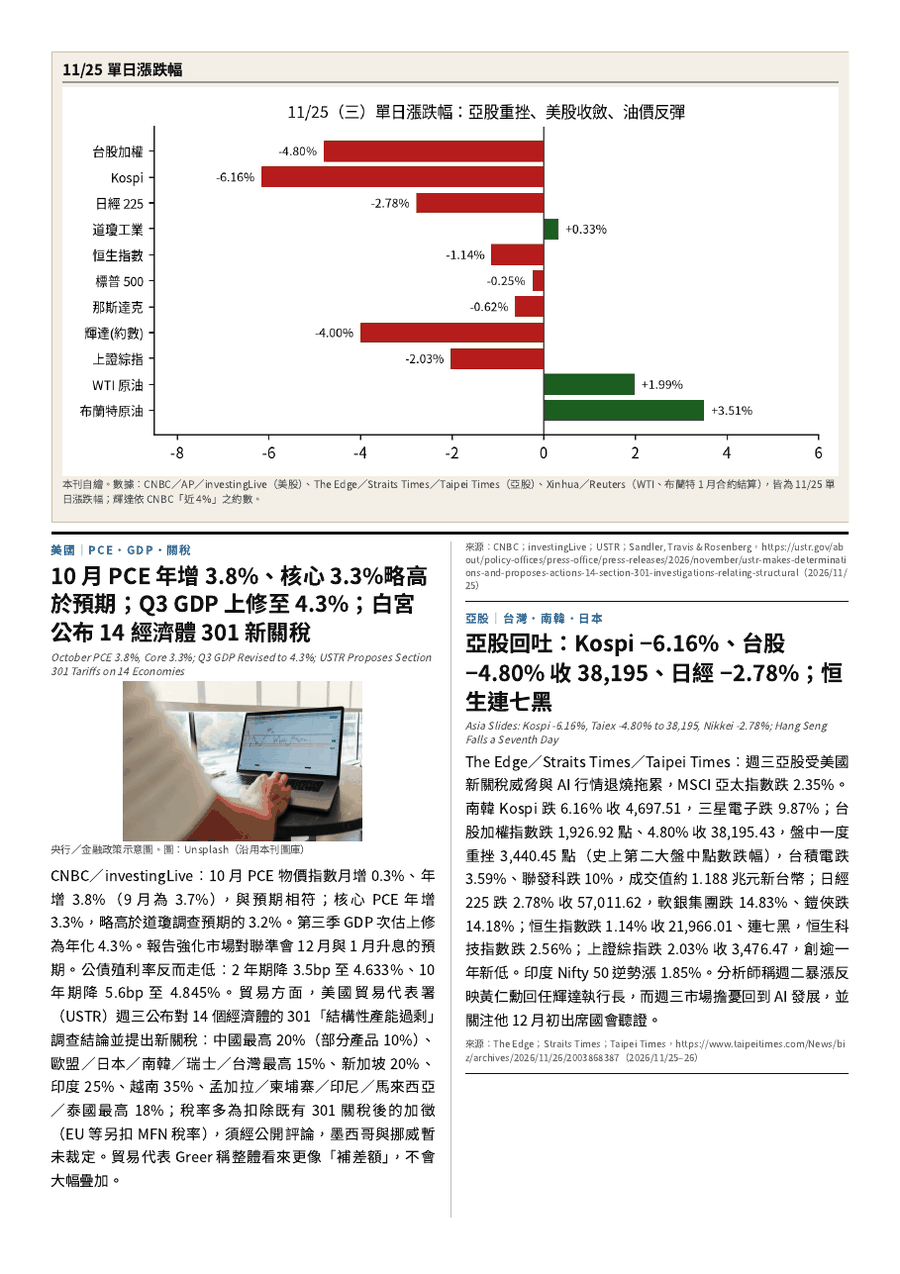 11/25 單日漲跌幅
11/25（三）單日漲跌幅：亞股重挫、美股收斂、油價反彈
台股加權 -4.80%
Kospi -6.16%
日經 225 -2.78%
道瓊工業 +0.33%
恒生指數 -1.14%
標普 500 -0.25%
那斯達克 -0.62%
輝達(約數) -4.00%
上證綜指 -2.03%
WTI 原油 +1.99%
布蘭特原油 +3.51%
-8 -6 -4 -2 0 2 4 6
本刊自繪。數據：CNBC／AP／investingLive（美股）、The Edge／Straits Times／Taipei Times（亞股）、Xinhua／Reuters（WTI、布蘭特 1 月合約結算），皆為 11/25 單
日漲跌幅；輝達依 CNBC「近 4%」之約數。
美國｜PCE・GDP・關稅
10 月 PCE 年增 3.8%、核心 3.3%略高
於預期；Q3 GDP 上修至 4.3%；白宮
公布 14 經濟體 301 新關稅
October PCE 3.8%, Core 3.3%; Q3 GDP Revised to 4.3%; USTR Proposes Section
301 Tariffs on 14 Economies
央行／金融政策示意圖。圖：Unsplash（沿用本刊圖庫）
CNBC／investingLive：10 月 PCE 物價指數月增 0.3%、年
增 3.8%（9 月為 3.7%），與預期相符；核心 PCE 年增
3.3%，略高於道瓊調查預期的 3.2%。第三季 GDP 次估上修
為年化 4.3%。報告強化市場對聯準會 12 月與 1 月升息的預
期。公債殖利率反而走低：2 年期降 3.5bp 至 4.633%、10
年期降 5.6bp 至 4.845%。貿易方面，美國貿易代表署
（USTR）週三公布對 14 個經濟體的 301「結構性產能過剩」
調查結論並提出新關稅：中國最高 20%（部分產品 10%）、
歐盟／日本／南韓／瑞士／台灣最高 15%、新加坡 20%、
印度 25%、越南 35%、孟加拉／柬埔寨／印尼／馬來西亞
／泰國最高 18%；稅率多為扣除既有 301 關稅後的加徵
（EU 等另扣 MFN 稅率），須經公開評論，墨西哥與挪威暫
未裁定。貿易代表 Greer 稱整體看來更像「補差額」，不會
大幅疊加。
來源：CNBC；investingLive；USTR；Sandler, Travis & Rosenberg。https://ustr.gov/ab
out/policy-offices/press-office/press-releases/2026/november/ustr-makes-determinati
ons-and-proposes-actions-14-section-301-investigations-relating-structural（2026/11/
25）
亞股｜台灣・南韓・日本
亞股回吐：Kospi −6.16%、台股
−4.80% 收 38,195、日經 −2.78%；恒
生連七黑
Asia Slides: Kospi -6.16%, Taiex -4.80% to 38,195, Nikkei -2.78%; Hang Seng
Falls a Seventh Day
The Edge／Straits Times／Taipei Times：週三亞股受美國
新關稅威脅與 AI 行情退燒拖累，MSCI 亞太指數跌 2.35%。
南韓 Kospi 跌 6.16% 收 4,697.51，三星電子跌 9.87%；台
股加權指數跌 1,926.92 點、4.80% 收 38,195.43，盤中一度
重挫 3,440.45 點（史上第二大盤中點數跌幅），台積電跌
3.59%、聯發科跌 10%，成交值約 1.188 兆元新台幣；日經
225 跌 2.78% 收 57,011.62，軟銀集團跌 14.83%、鎧俠跌
14.18%；恒生指數跌 1.14% 收 21,966.01、連七黑，恒生科
技指數跌 2.56%；上證綜指跌 2.03% 收 3,476.47，創逾一
年新低。印度 Nifty 50 逆勢漲 1.85%。分析師稱週二暴漲反
映黃仁勳回任輝達執行長，而週三市場擔憂回到 AI 發展，並
關注他 12 月初出席國會聽證。
來源：The Edge；Straits Times；Taipei Times。https://www.taipeitimes.com/News/bi
z/archives/2026/11/26/2003868387（2026/11/25–26）